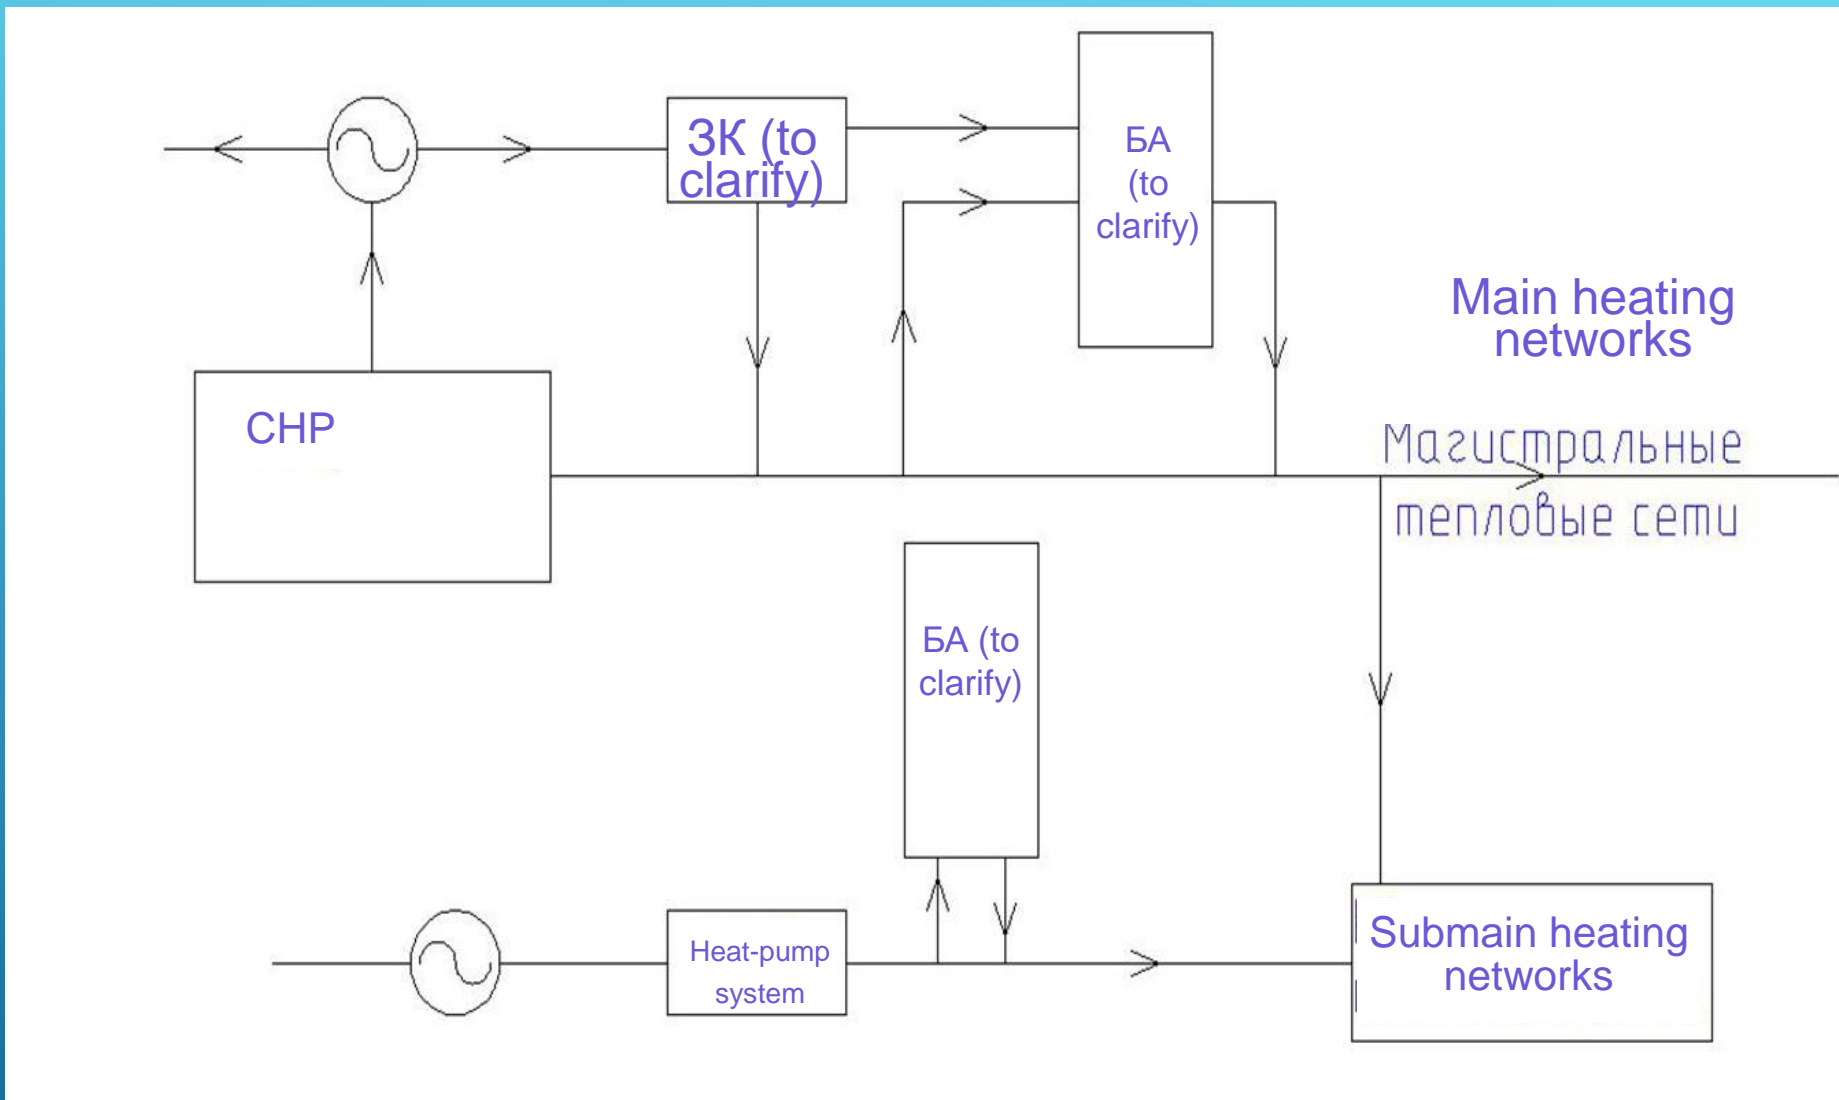 ЗК (to
clarify)
БА
(to
clarify)
Main heating
networks
CHP
Магистральные
тепловые сети
БА (to
clarify)
Heat-pump
system
Submain heating
networks